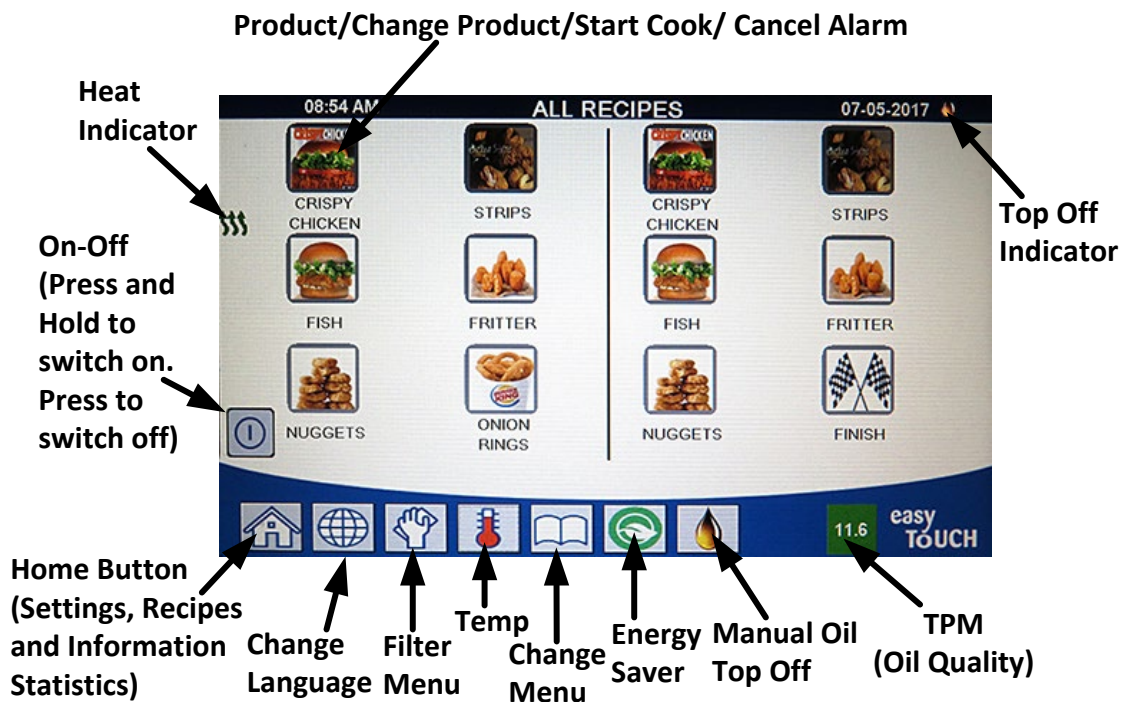 Product/Change Product/Start Cook/ Cancel Alarm
Heat
Indicator
08:54 AM
ALL RECIPES
07-05-2017
CRISPY
CHICKEN
STRIPS
CRISPY
CHICKEN
STRIPS
Top Off
Indicator
On-Off
(Press and
Hold to
switch on.
Press to
switch off)
FISH
FRITTER
FISH
FRITTER
NUGGETS
ONION
RINGS
NUGGETS
FINISH
11.6
easy
TOUCH
Home Button
(Settings, Recipes
and Information
Statistics)
Change
Language
Filter
Menu
Temp
Change
Menu
Energy
Saver
Manual Oil
Top Off
TPM
(Oil Quality)